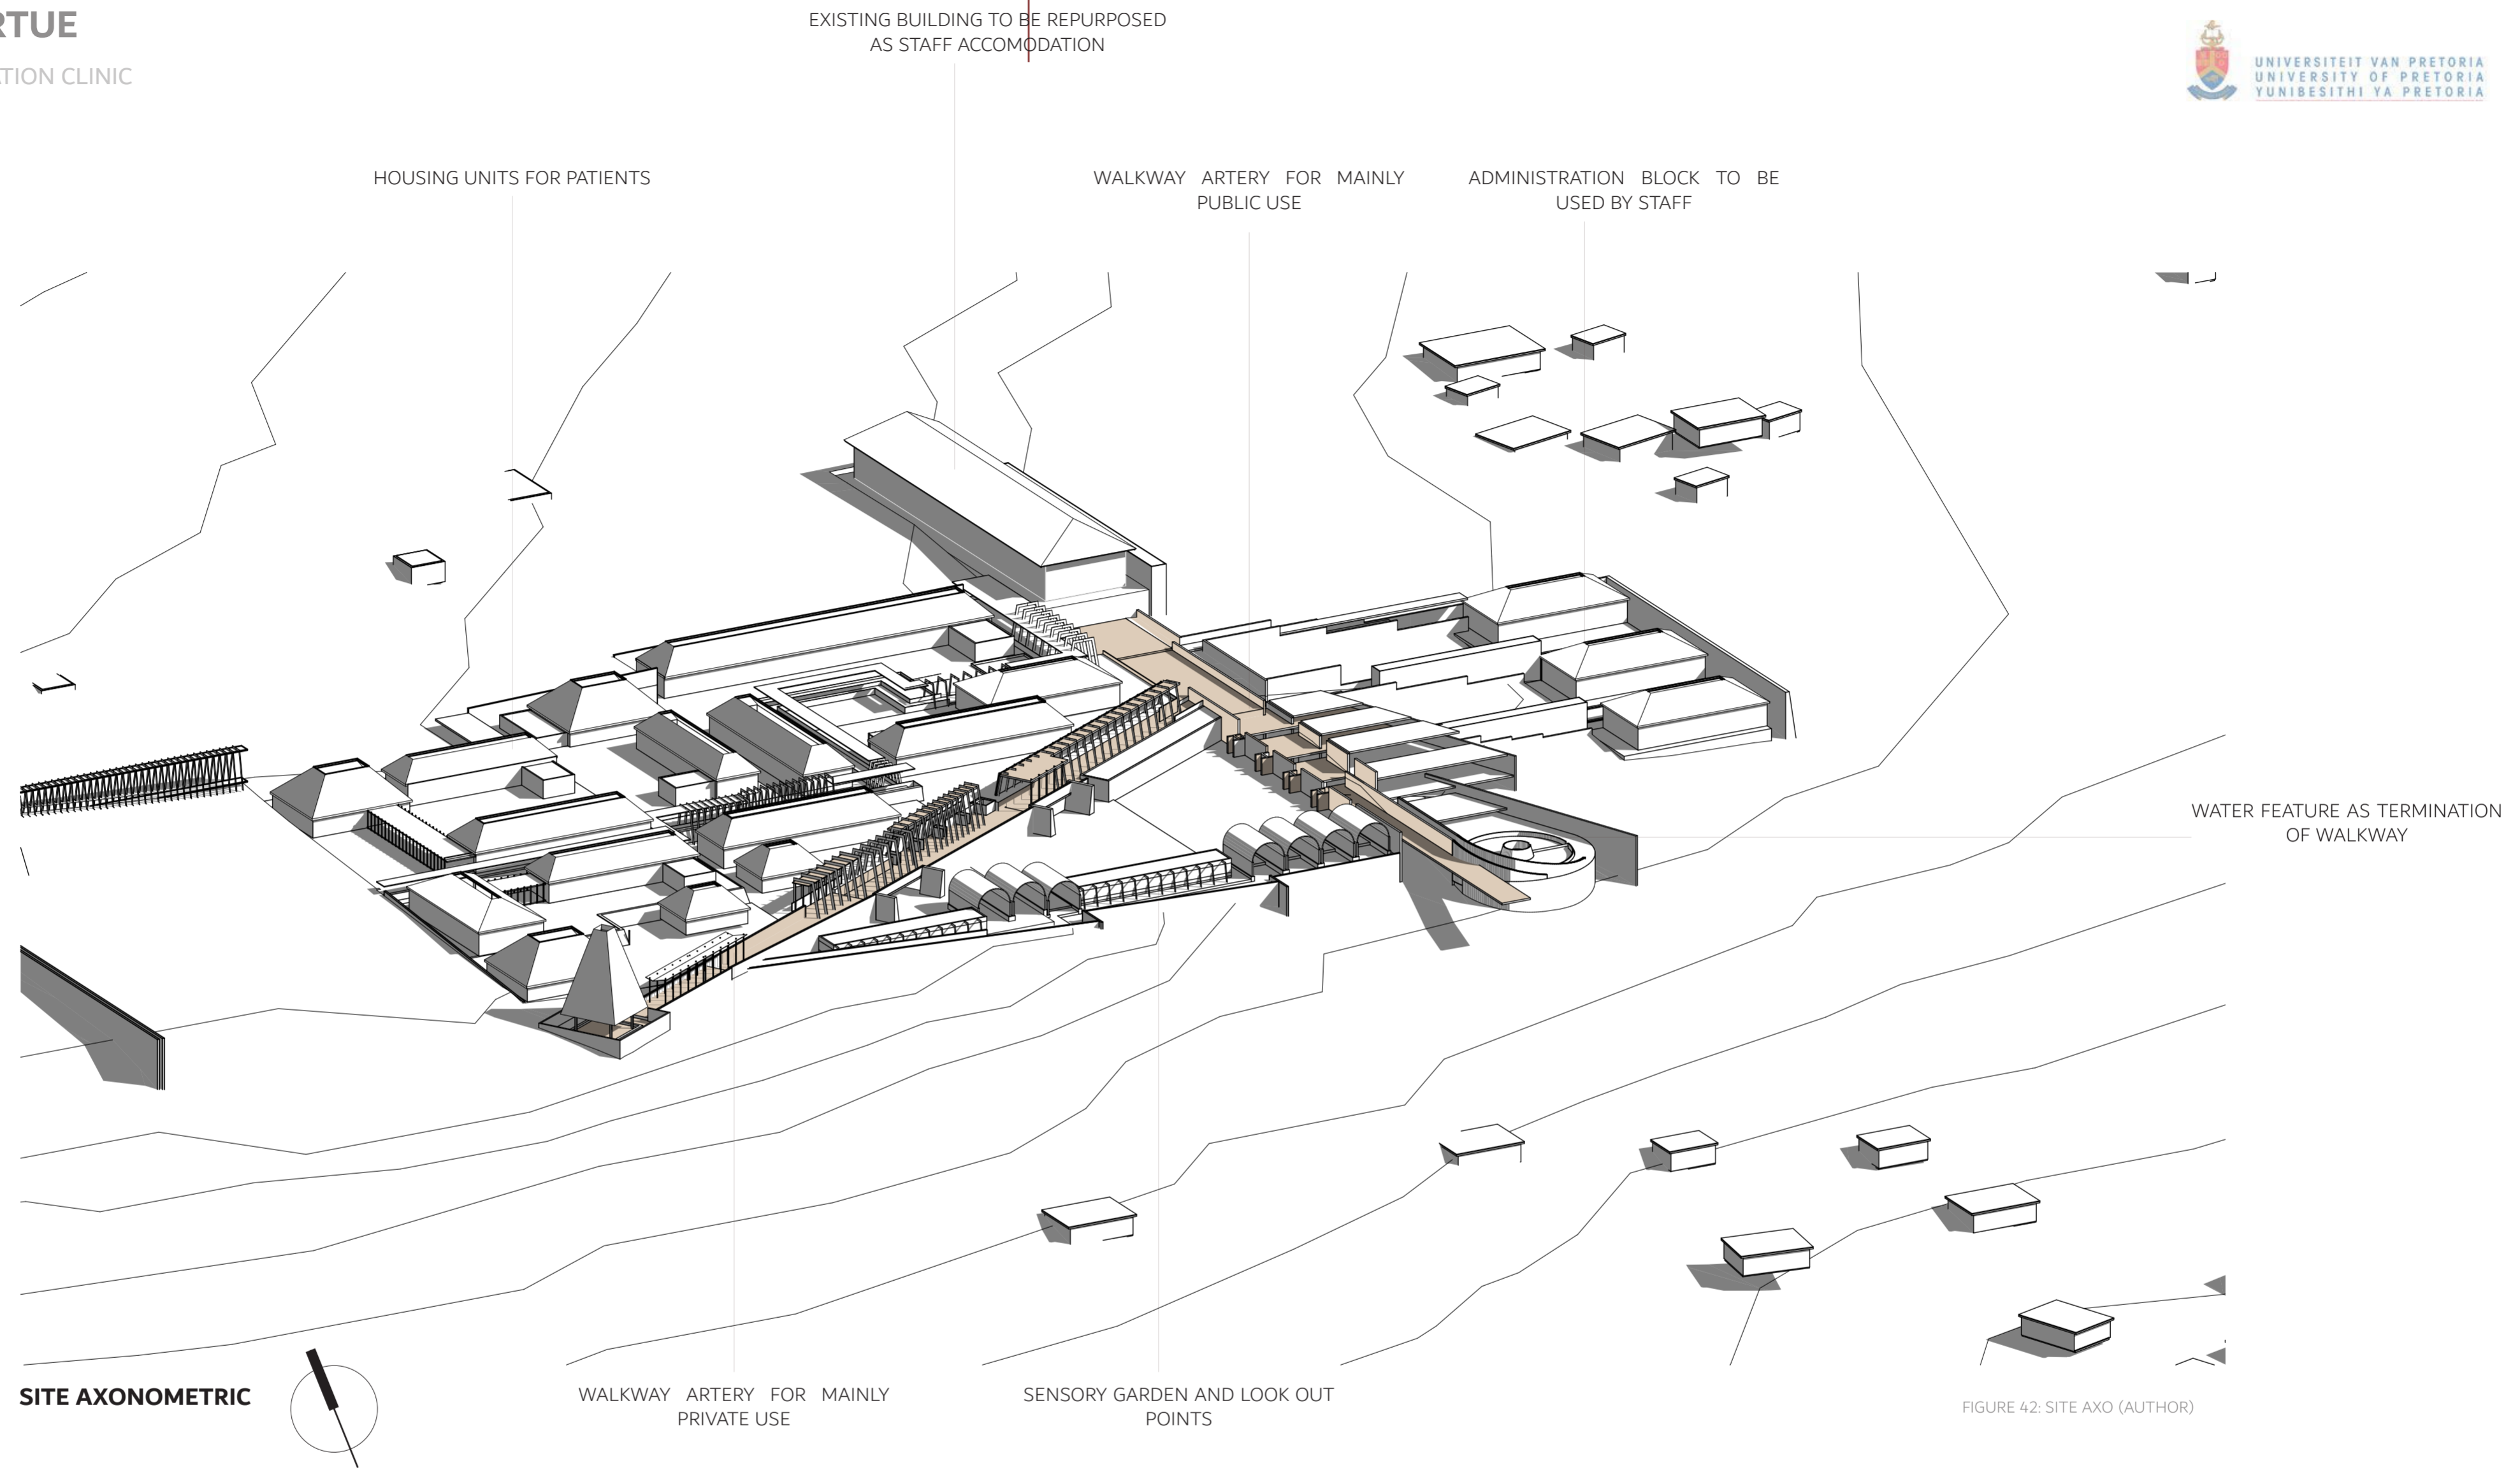 RTUE
ATION CLINIC
EXISTING BUILDING TO BE REPURPOSED
AS STAFF ACCOMODATION
UNIVERSITEIT VAN PRETORIA
UNIVERSITY OF PRETORIA
YUNIBESITHI YA PRETORIA
HOUSING UNITS FOR PATIENTS
WALKWAY ARTERY FOR MAINLY
PUBLIC USE
ADMINISTRATION BLOCK TO BE
USED BY STAFF
WATER FEATURE AS TERMINATION
OF WALKWAY
SITE AXONOMETRIC
WALKWAY ARTERY FOR MAINLY
PRIVATE USE
SENSORY GARDEN AND LOOK OUT
POINTS
FIGURE 42: SITE AXO (AUTHOR)